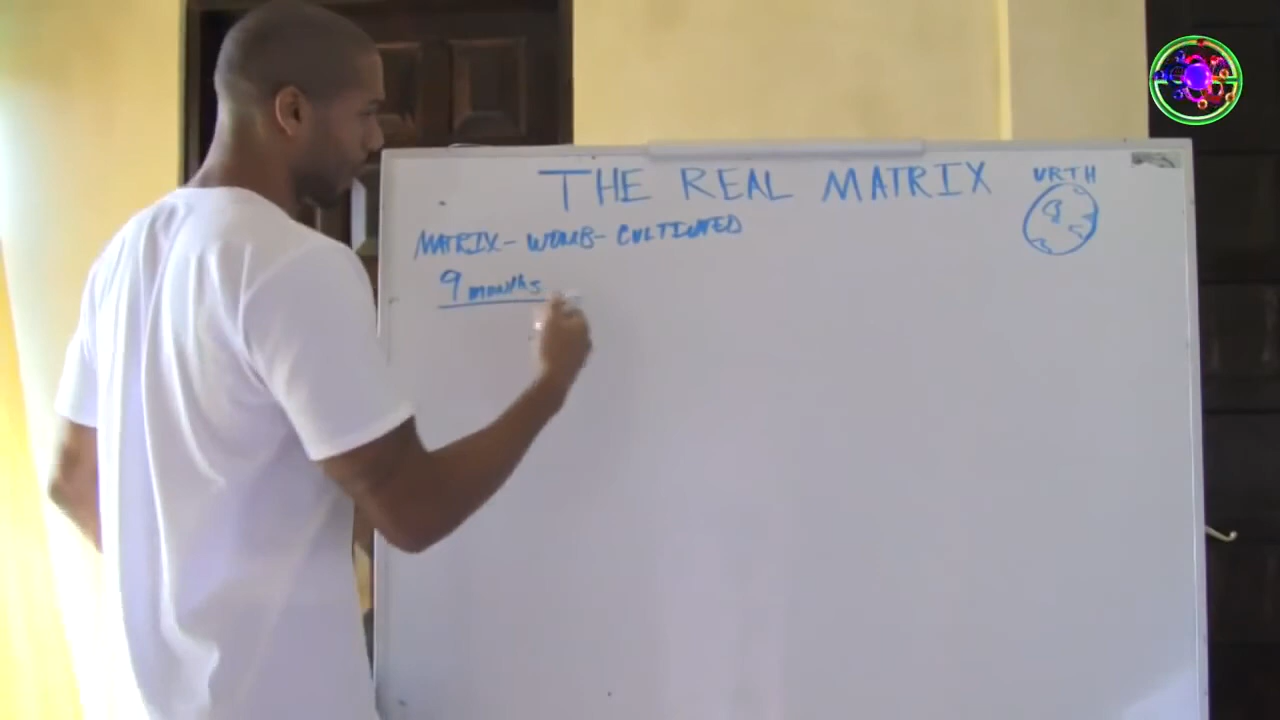 THE REAL MATRIX
URTH
MATRIX - WOMB - CULTIVATED
9 months